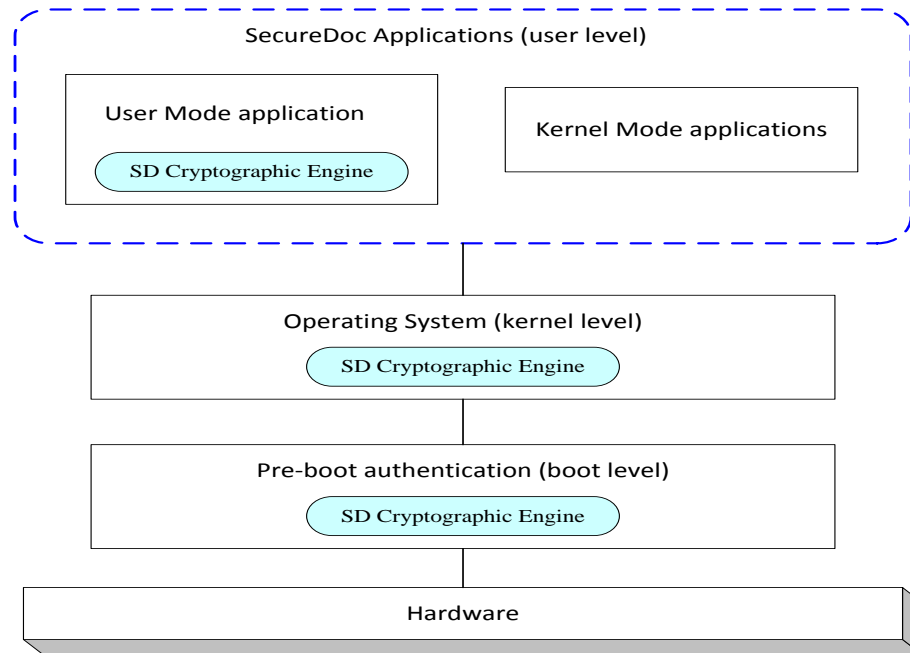 SecureDoc Applications (user level)
User Mode application
SD Cryptographic Engine
Kernel Mode applications
Operating System (kernel level)
SD Cryptographic Engine
Pre-boot authentication (boot level)
SD Cryptographic Engine
Hardware